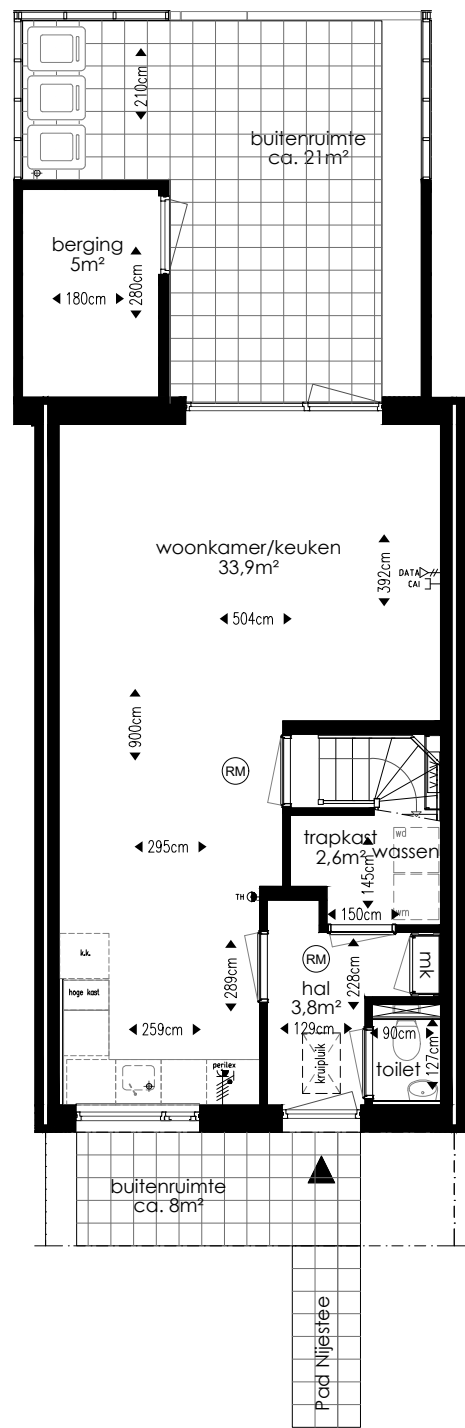 210cm
buitenruimte
ca. 21m²
berging
5m²
180cm
280cm
woonkamer/keuken
33,9m²
392cm
DATA
CAI
504cm
900cm
RM
trapkast
2,6m²
wd
wassen
145cm
295cm
150cm
wm
TH
k.k.
hoge kast
289cm
RM
hal
3,8m²
228cm
mk
259cm
129cm
90cm
127cm
toilet
perilex
kruipluik
buitenruimte
ca. 8m²
Pad Nijestee